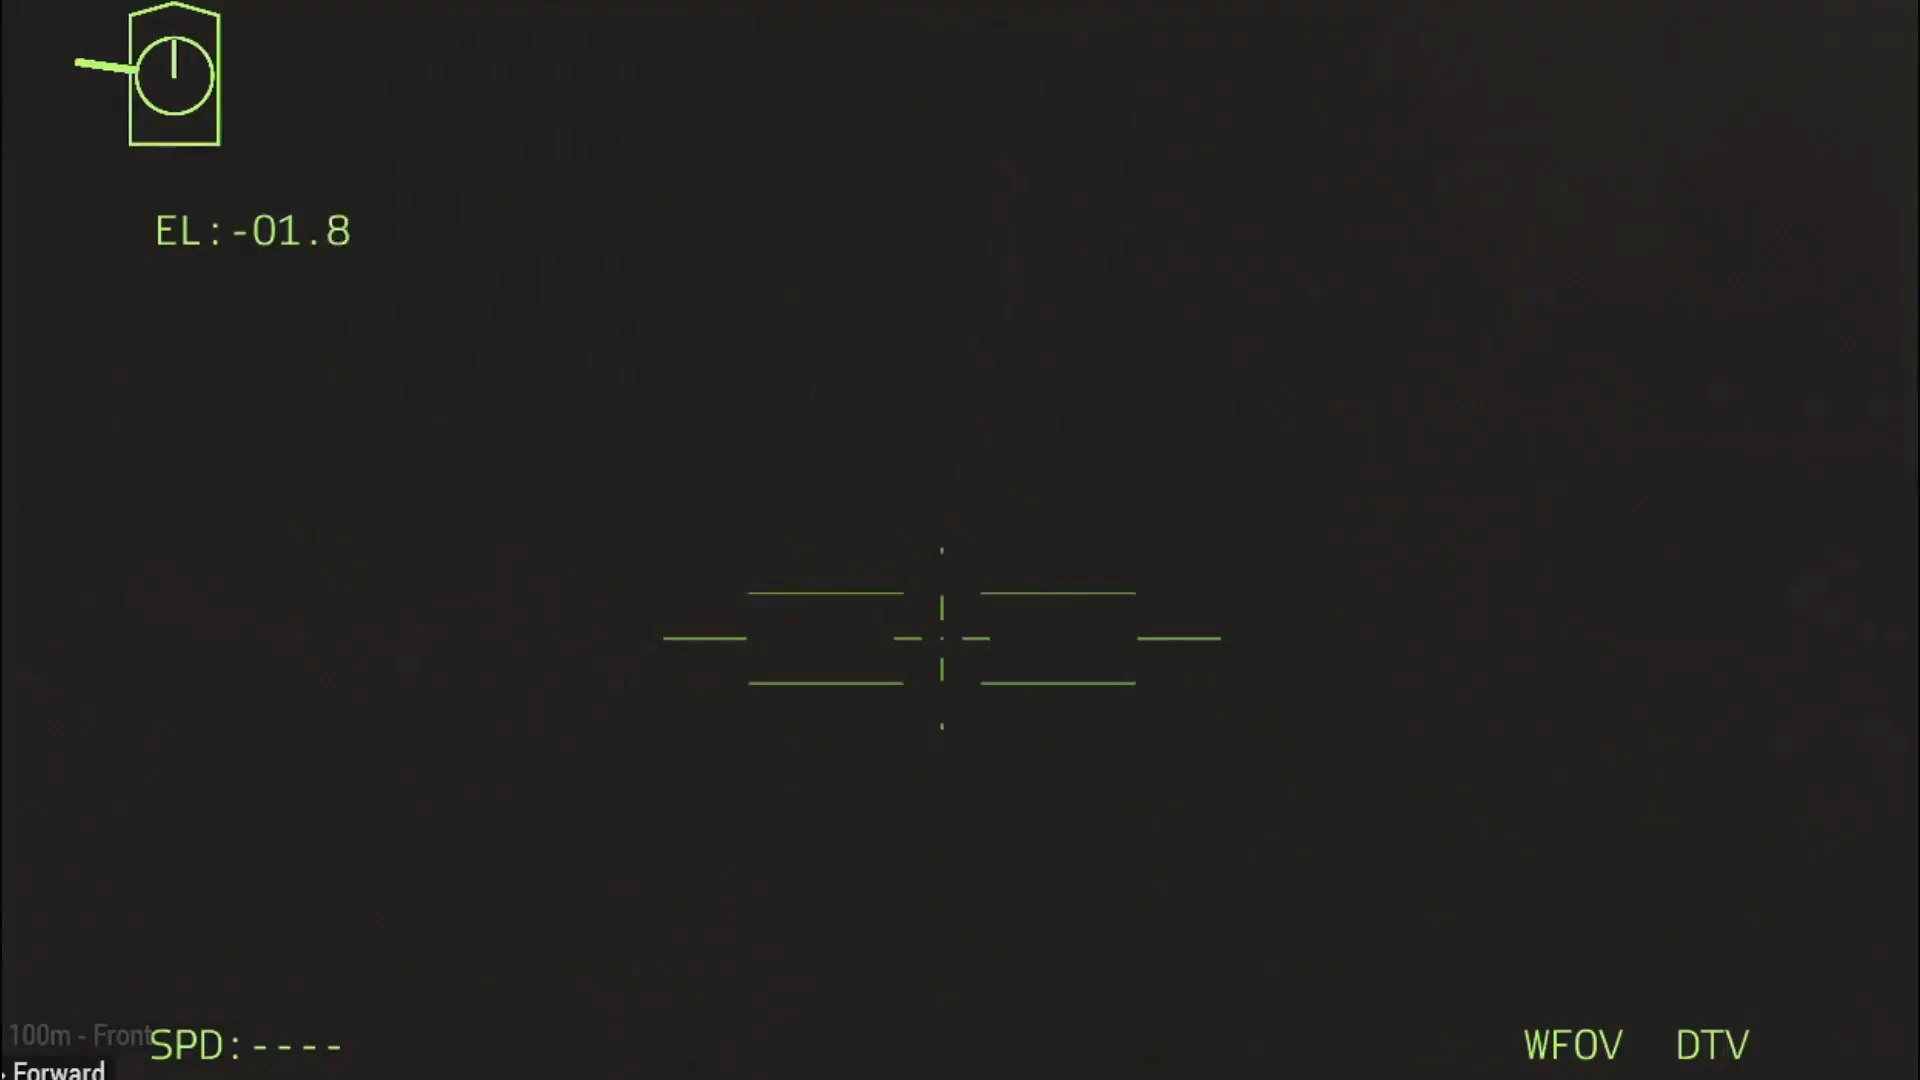 EL:-01.8
100m - Front
SPD:----
Forward
WFOV DTV